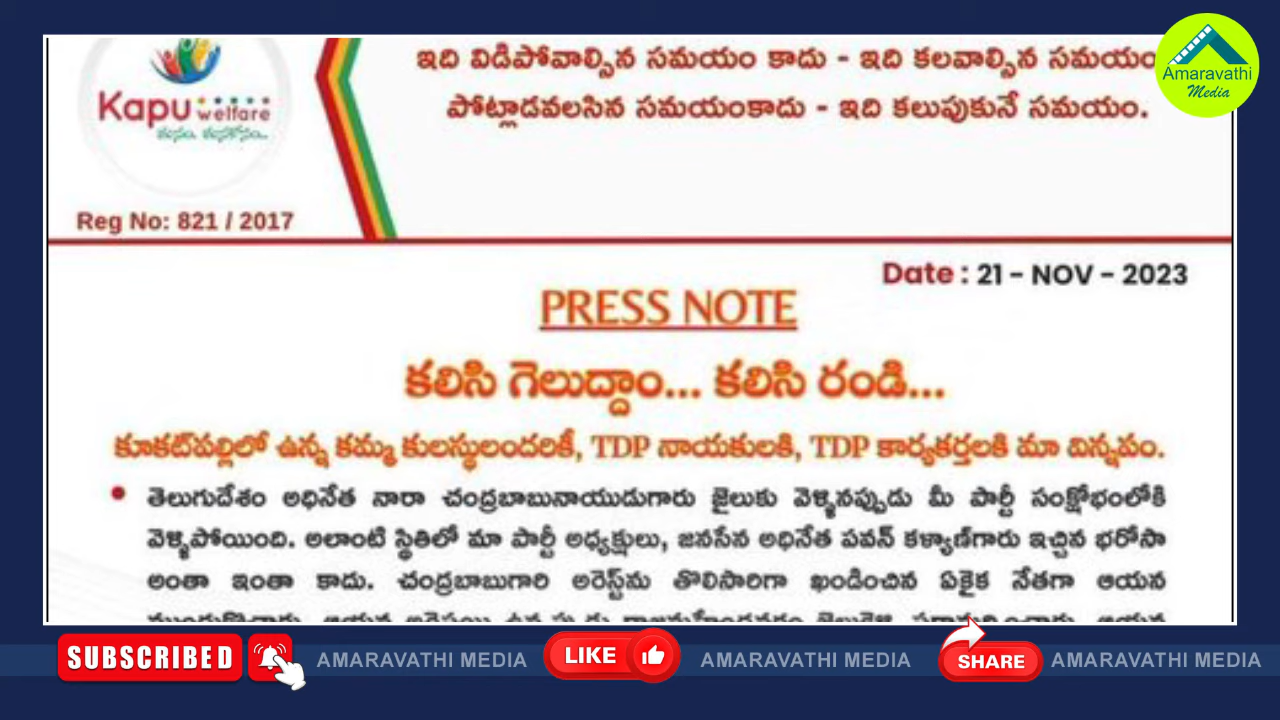 ఇది విడిపోవాల్సిన సమయం కాదు - ఇది కలవాల్సిన సమయం
పోట్లాడవలసిన సమయంకాదు - ఇది కలుపుకునే సమయం.
Amaravathi
Media
Kapu welfare
Reg No: 821 / 2017
Date : 21 - NOV - 2023
PRESS NOTE
కలిసి గెలుద్దాం... కలిసి రండి...
కూకట్‌పల్లిలో ఉన్న కమ్మ కులస్థులందరికీ, TDP నాయకులకి, TDP కార్యకర్తలకి మా విన్నపం.
• తెలుగుదేశం అధినేత నారా చంద్రబాబునాయుడుగారు జైలుకు వెళ్ళినప్పుడు మీ పార్టీ సంక్షోభంలోకి
వెళ్ళిపోయింది. అలాంటి స్థితిలో మా పార్టీ అధ్యక్షులు, జనసేన అధినేత పవన్ కళ్యాణ్‌గారు ఇచ్చిన భరోసా
అంతా ఇంతా కాదు. చంద్రబాబుగారి అరెస్ట్‌ను తొలిసారిగా ఖండించిన ఏకైక నేతగా ఆయన
SUBSCRIBED
AMARAVATHI MEDIA
LIKE
AMARAVATHI MEDIA
SHARE
AMARAVATHI MEDIA